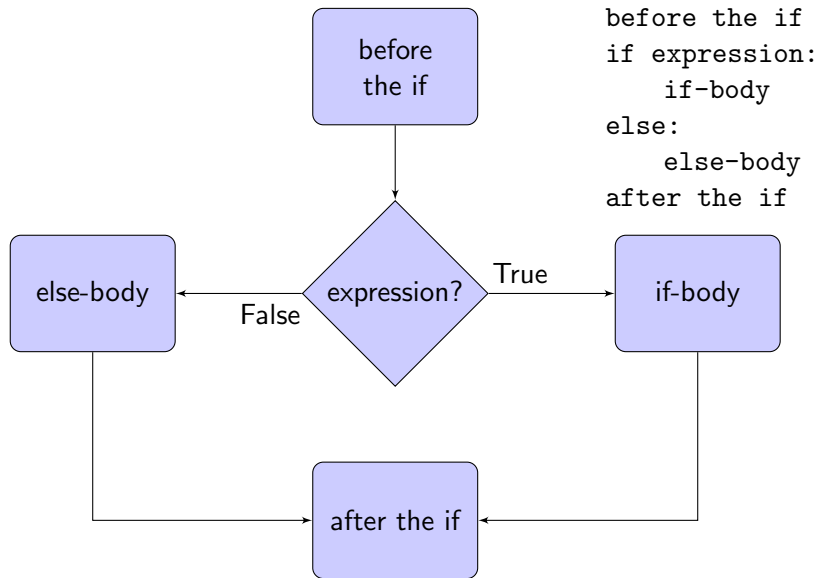 before
the if
before the if
if expression:
    if-body
else:
    else-body
after the if
else-body
False
expression?
True
if-body
after the if